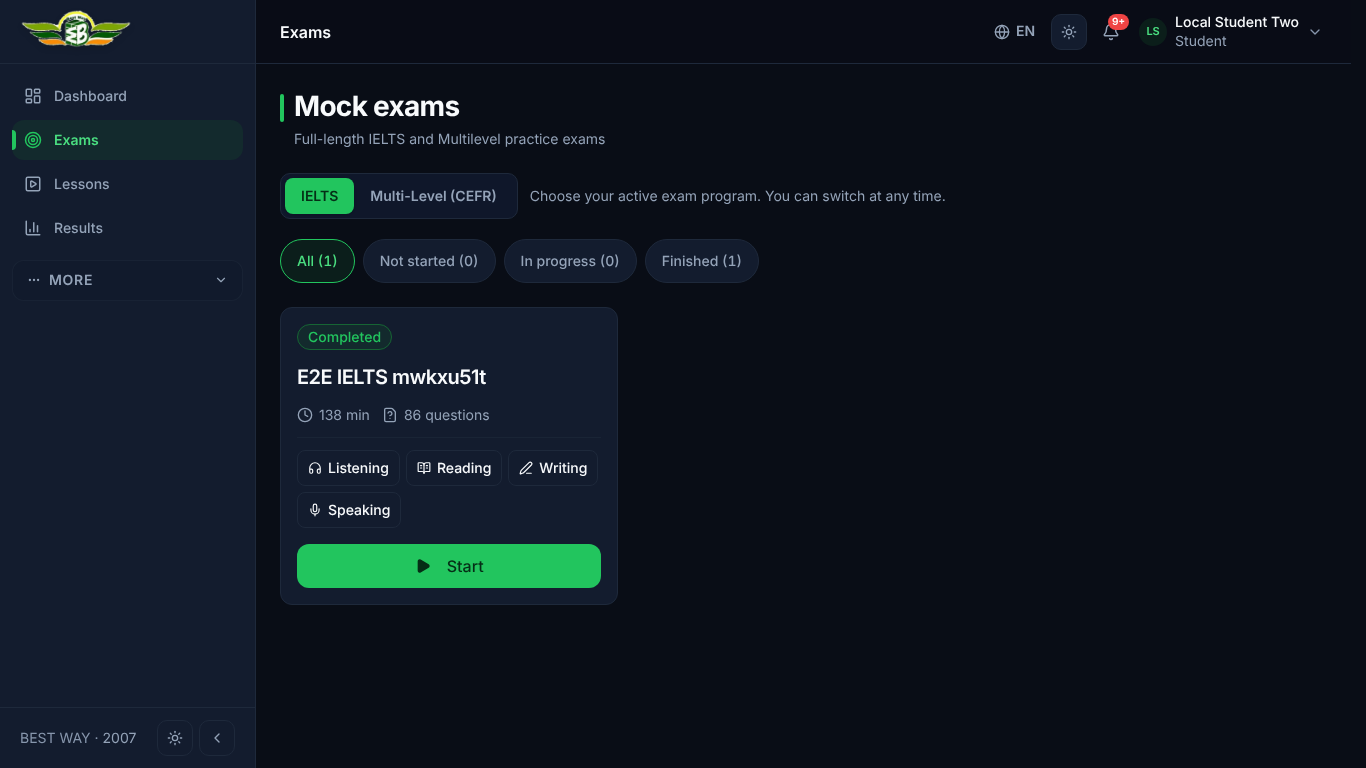 Exams
EN
9+
LS
Local Student Two
Student
Dashboard
Exams
Lessons
Results
MORE
Mock exams
Full-length IELTS and Multilevel practice exams
IELTS
Multi-Level (CEFR)
Choose your active exam program. You can switch at any time.
All (1)
Not started (0)
In progress (0)
Finished (1)
Completed
E2E IELTS mwkxu51t
138 min
86 questions
Listening
Reading
Writing
Speaking
Start
BEST WAY · 2007